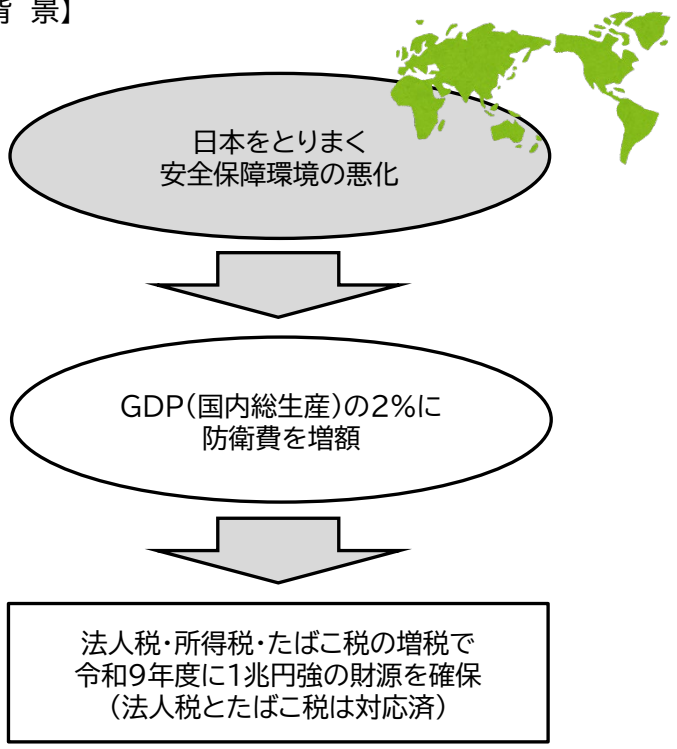 背 景】
日本をとりまく
安全保障環境の悪化
GDP(国内総生産)の2%に
防衛費を増額
法人税・所得税・たばこ税の増税で
令和9年度に1兆円強の財源を確保
(法人税とたばこ税は対応済)